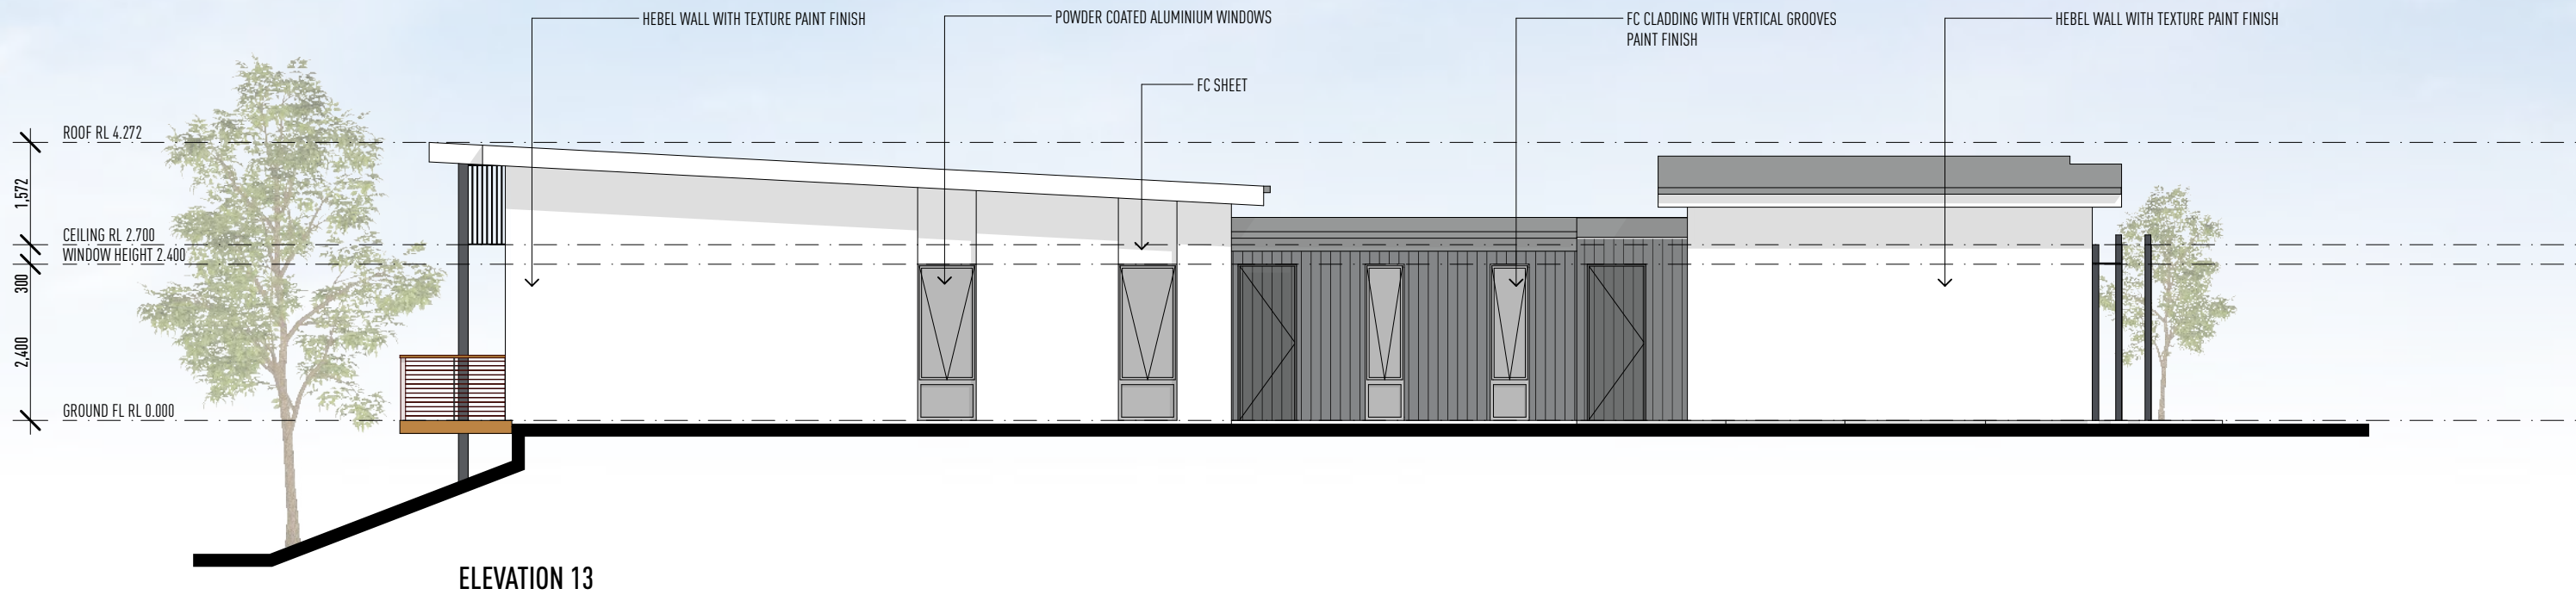 HEBEL WALL WITH TEXTURE PAINT FINISH
POWDER COATED ALUMINIUM WINDOWS
FC CLADDING WITH VERTICAL GROOVES
PAINT FINISH
HEBEL WALL WITH TEXTURE PAINT FINISH
FC SHEET
ROOF RL 4.272
1,572
CEILING RL 2.700
WINDOW HEIGHT 2.400
300
2,400
GROUND FL RL 0.000
ELEVATION 13